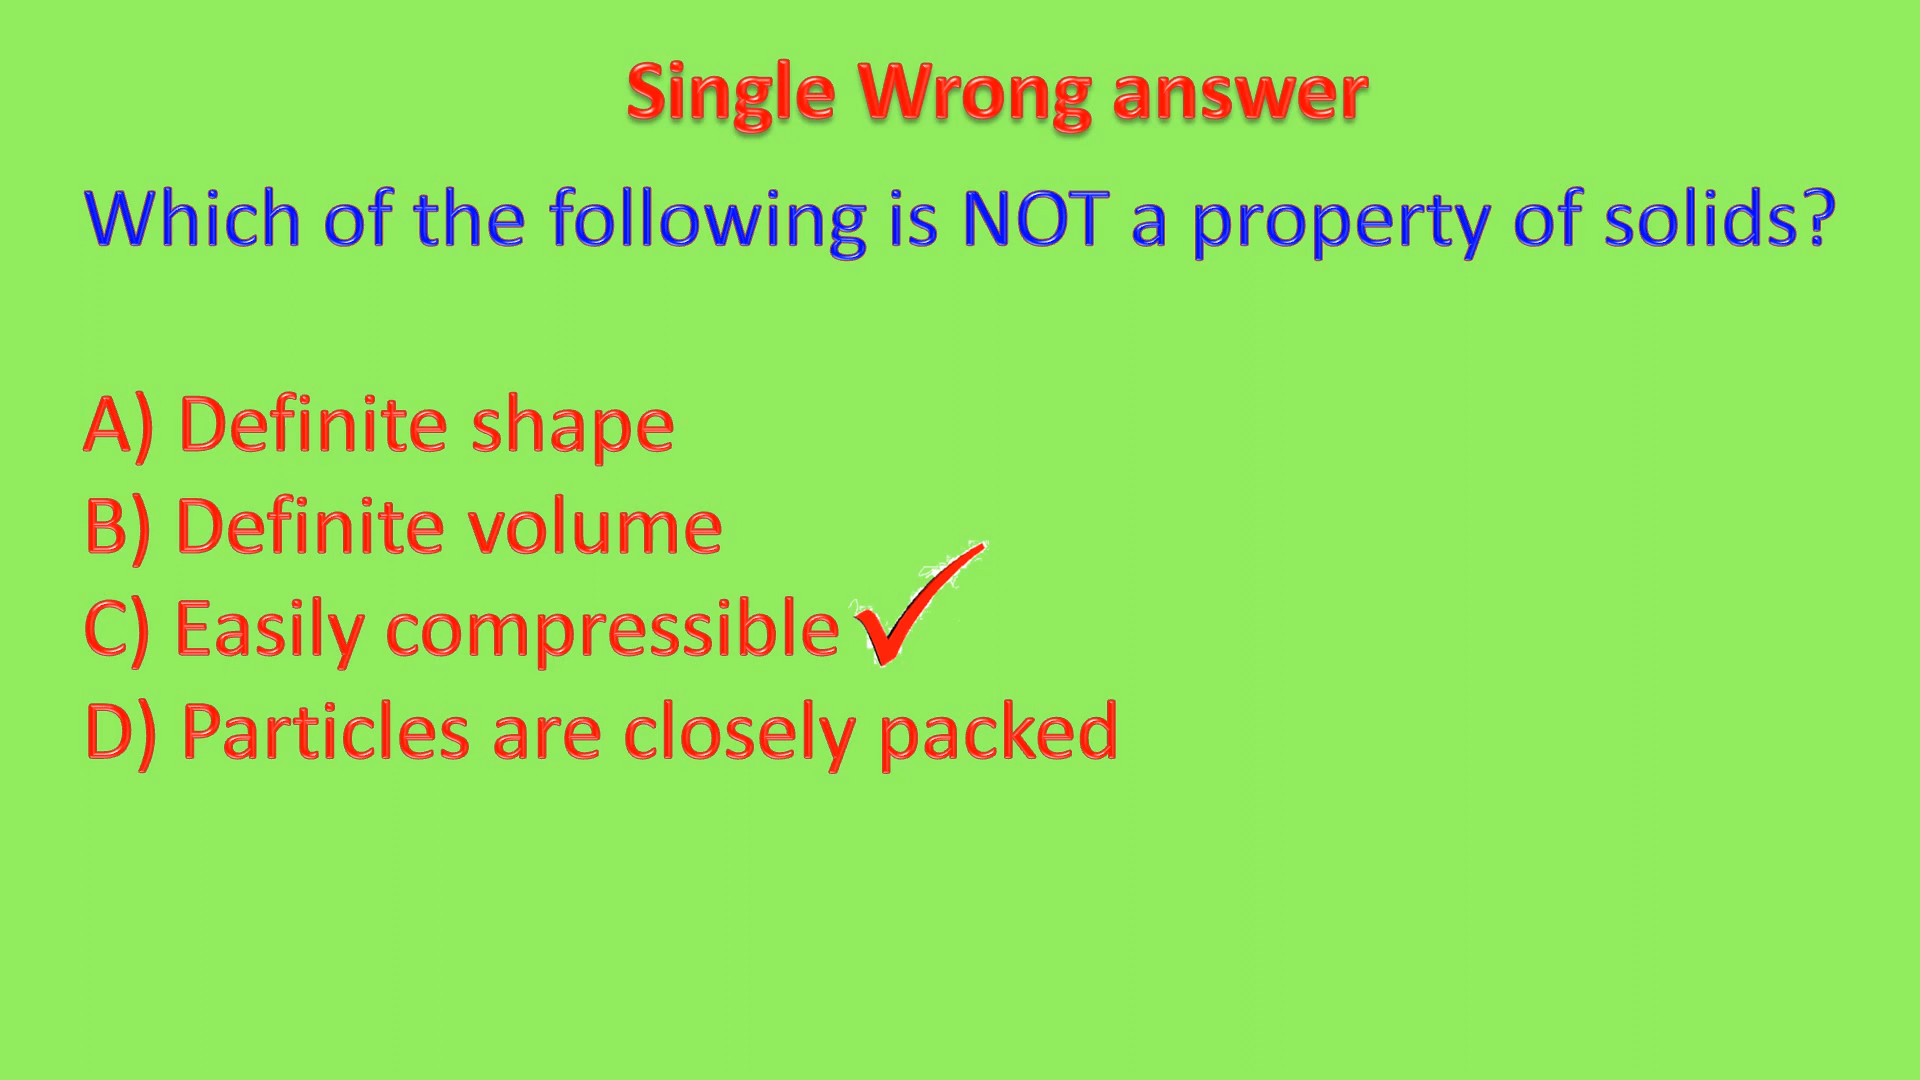 Single Wrong answer
Which of the following is NOT a property of solids?
A) Definite shape
B) Definite volume
C) Easily compressible
D) Particles are closely packed